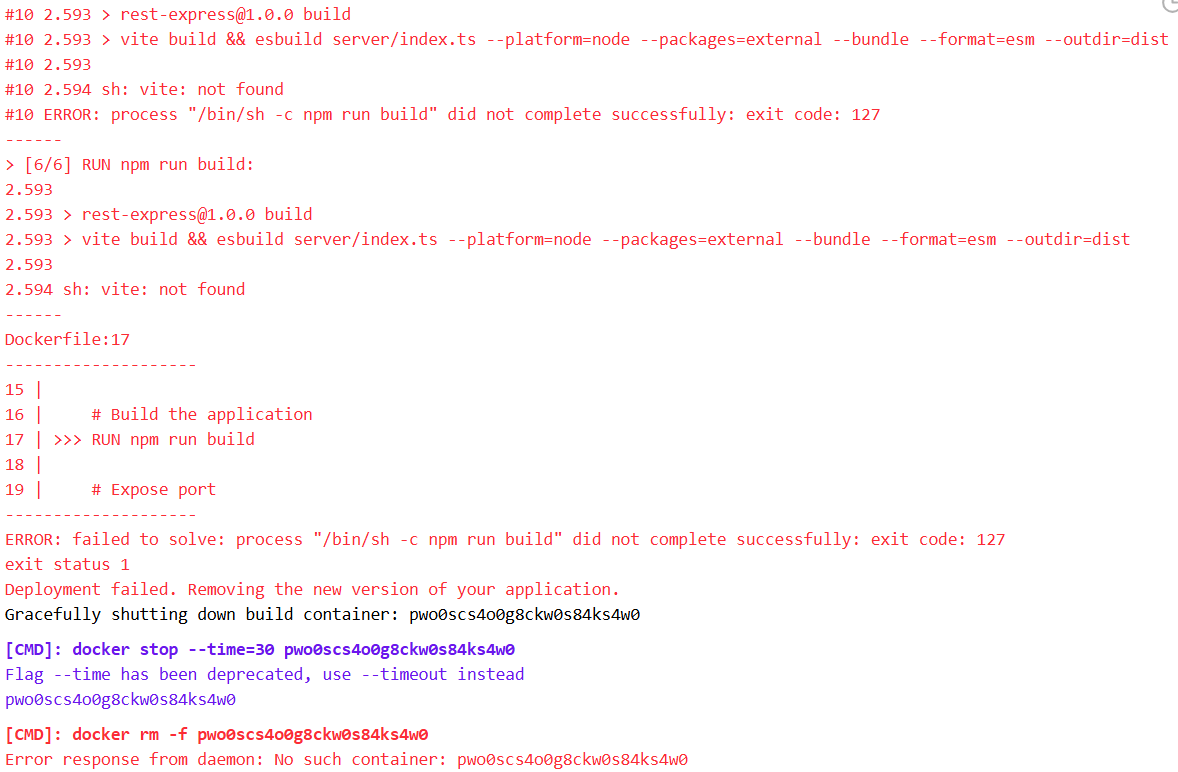 #10 2.593 > rest-express@1.0.0 build
#10 2.593 > vite build && esbuild server/index.ts --platform=node --packages=external --bundle --format=esm --outdir=dist
#10 2.593
#10 2.594 sh: vite: not found
#10 ERROR: process "/bin/sh -c npm run build" did not complete successfully: exit code: 127
------
> [6/6] RUN npm run build:
2.593
2.593 > rest-express@1.0.0 build
2.593 > vite build && esbuild server/index.ts --platform=node --packages=external --bundle --format=esm --outdir=dist
2.593
2.594 sh: vite: not found
------
Dockerfile:17
--------------------
15 |
16 |     # Build the application
17 | >>> RUN npm run build
18 |
19 |     # Expose port
--------------------
ERROR: failed to solve: process "/bin/sh -c npm run build" did not complete successfully: exit code: 127
exit status 1
Deployment failed. Removing the new version of your application.
Gracefully shutting down build container: pwo0scs4o0g8ckw0s84ks4w0
[CMD]: docker stop --time=30 pwo0scs4o0g8ckw0s84ks4w0
Flag --time has been deprecated, use --timeout instead
pwo0scs4o0g8ckw0s84ks4w0
[CMD]: docker rm -f pwo0scs4o0g8ckw0s84ks4w0
Error response from daemon: No such container: pwo0scs4o0g8ckw0s84ks4w0